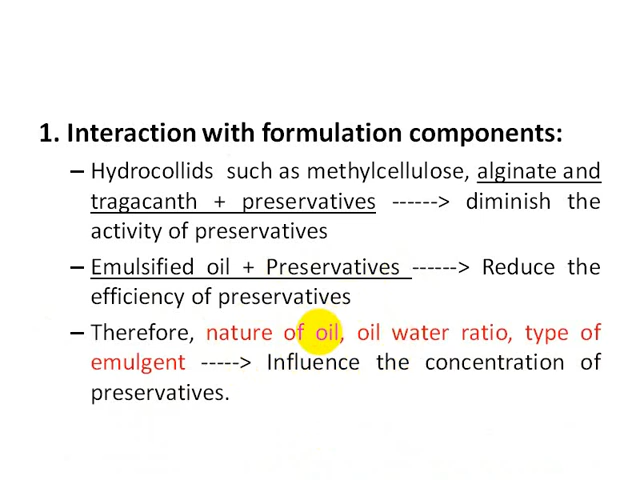 1. Interaction with formulation components:
– Hydrocollids such as methylcellulose, alginate and
tragacanth + preservatives ------> diminish the
activity of preservatives
– Emulsified oil + Preservatives ------> Reduce the
efficiency of preservatives
– Therefore, nature of oil, oil water ratio, type of
emulgent -----> Influence the concentration of
preservatives.